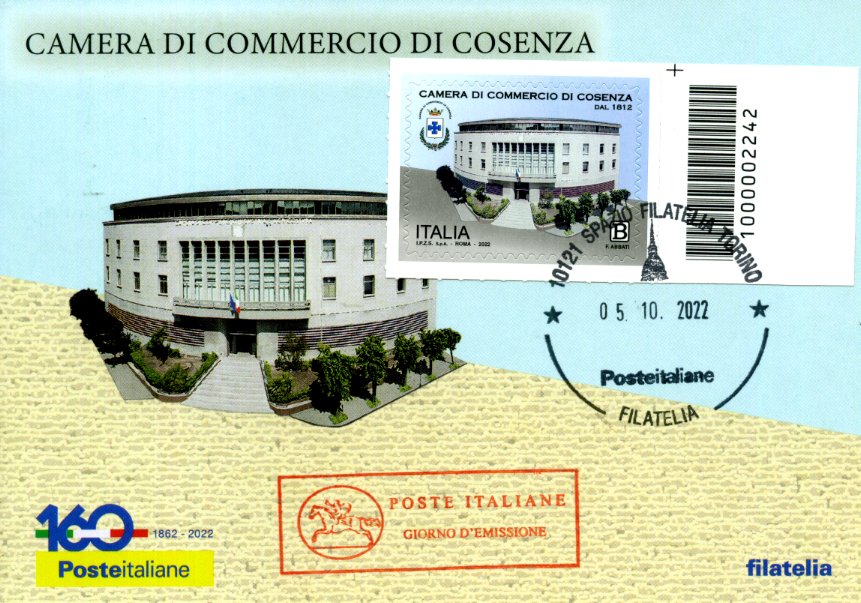 CAMERA DI COMMERCIO DI COSENZA
CAMERA DI COMMERCIO DI COSENZA
DAL 1812
ITALIA
I.P.Z.S. S.p.A. - ROMA - 2022
B
F. ABBATI
1000002242
10121 SPAZIO FILATELIA TORINO
05. 10. 2022
Posteitaliane
FILATELIA
POSTE ITALIANE
GIORNO D'EMISSIONE
160
1862 - 2022
Posteitaliane
filatelia